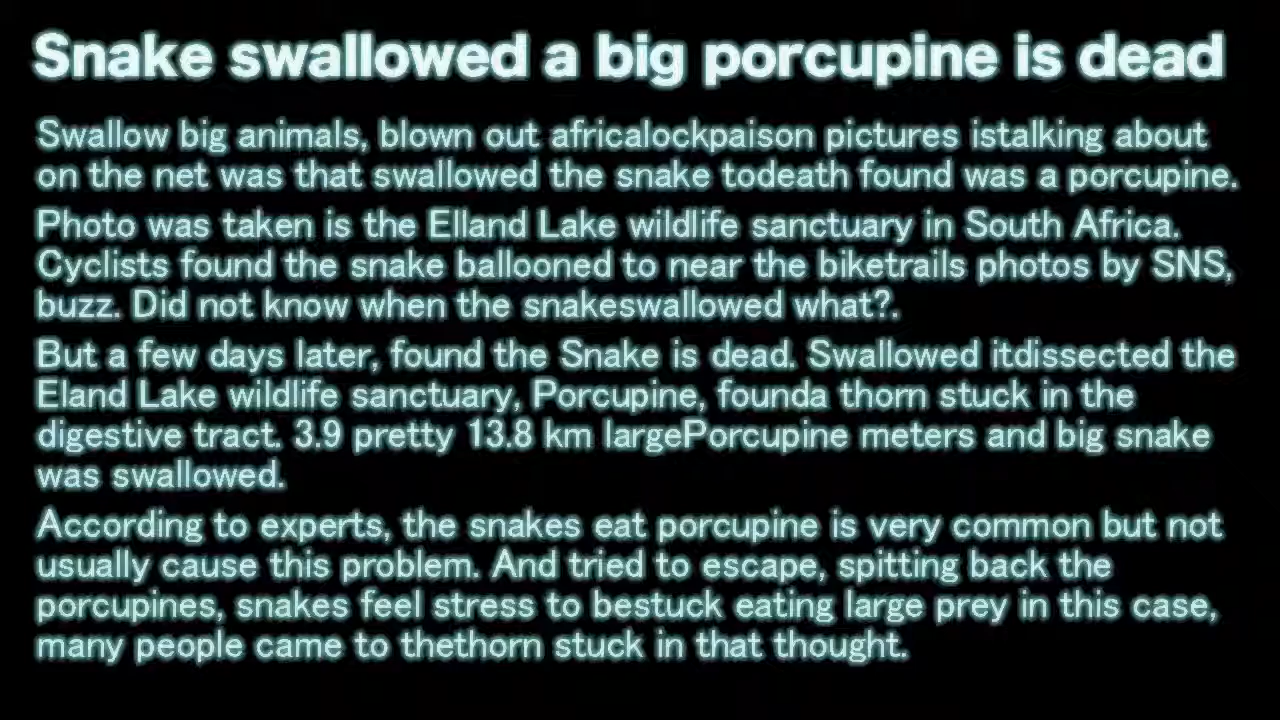 Snake swallowed a big porcupine is dead
Swallow big animals, blown out africalockpaison pictures istalking about
on the net was that swallowed the snake todeath found was a porcupine.
Photo was taken is the Elland Lake wildlife sanctuary in South Africa.
Cyclists found the snake ballooned to near the biketrails photos by SNS,
buzz. Did not know when the snakeswallowed what?.
But a few days later, found the Snake is dead. Swallowed itdissected the
Eland Lake wildlife sanctuary, Porcupine, founda thorn stuck in the
digestive tract. 3.9 pretty 13.8 km largePorcupine meters and big snake
was swallowed.
According to experts, the snakes eat porcupine is very common but not
usually cause this problem. And tried to escape, spitting back the
porcupines, snakes feel stress to bestuck eating large prey in this case,
many people came to thethorn stuck in that thought.